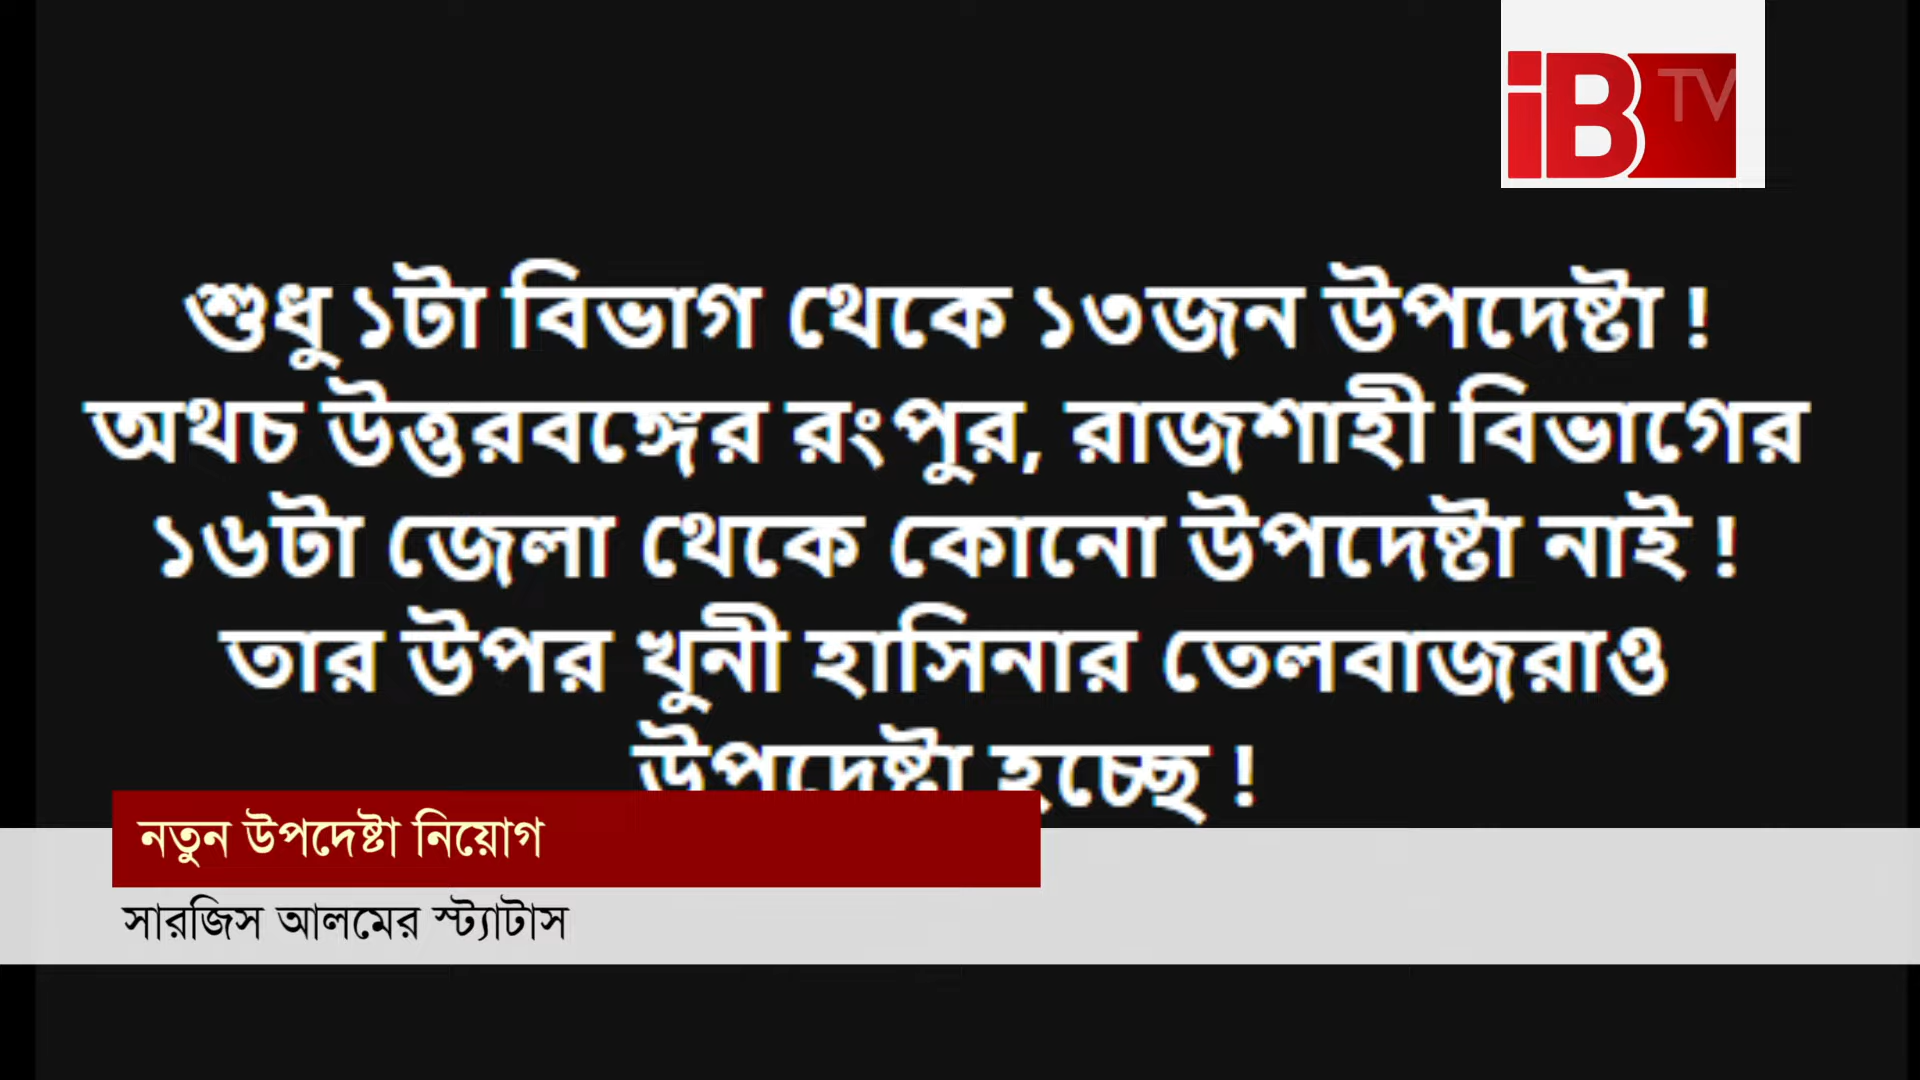 iB TV
শুধু ১টা বিভাগ থেকে ১৩জন উপদেষ্টা !
অথচ উত্তরবঙ্গের রংপুর, রাজশাহী বিভাগের
১৬টা জেলা থেকে কোনো উপদেষ্টা নাই !
তার উপর খুনী হাসিনার তেলবাজরাও
উপদেষ্টা হচ্ছে !
নতুন উপদেষ্টা নিয়োগ
সারজিস আলমের স্ট্যাটাস